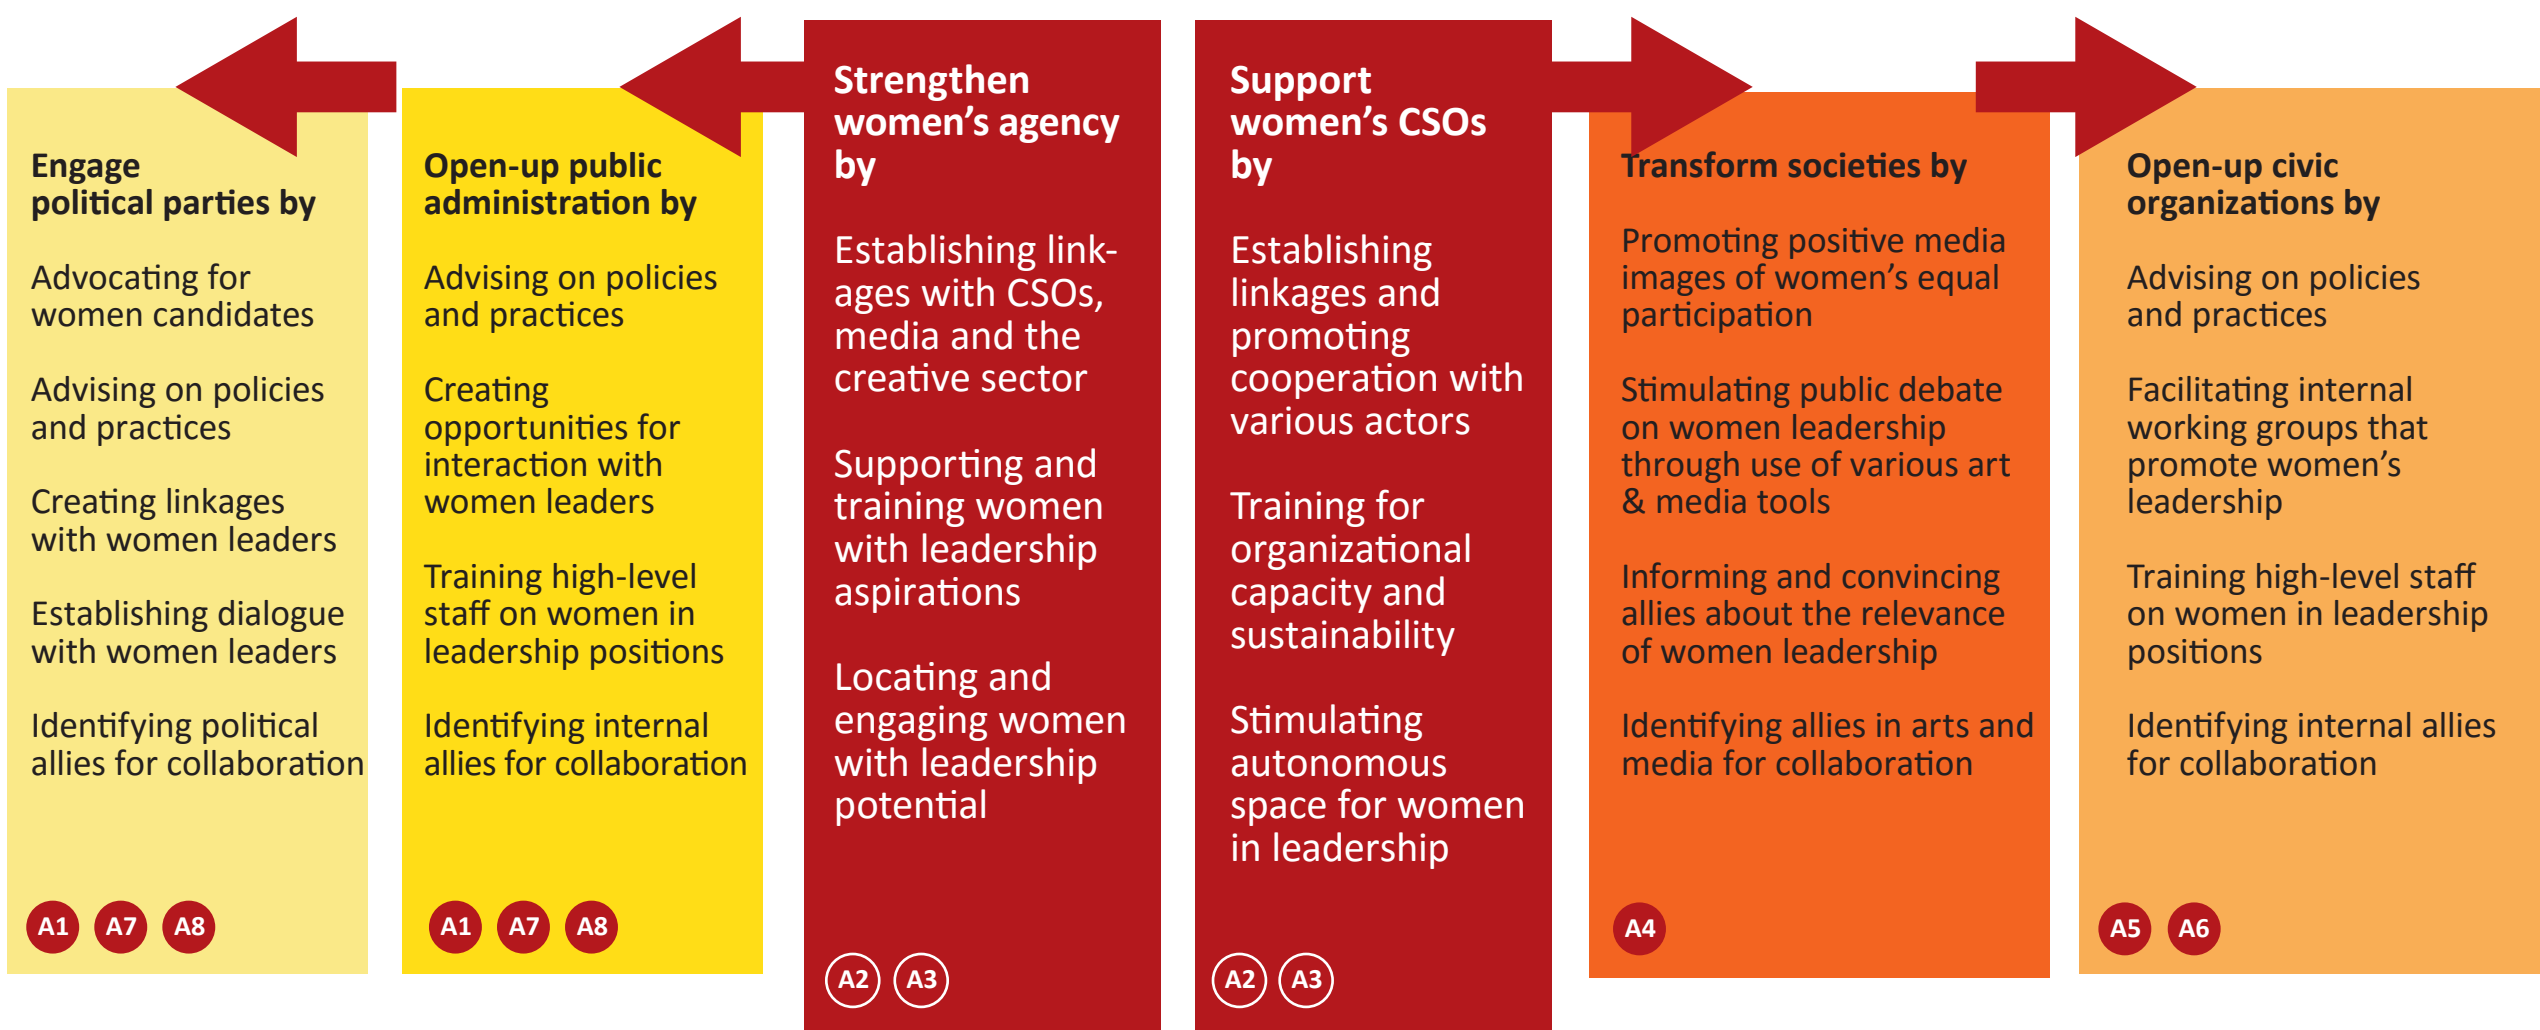 Engage
political parties by
Advocating for
women candidates
Advising on policies
and practices
Creating linkages
with women leaders
Establishing dialogue
with women leaders
Identifying political
allies for collaboration
A1 A7 A8
Open-up public
administration by
Advising on policies
and practices
Creating
opportunities for
interaction with
women leaders
Training high-level
staff on women in
leadership positions
Identifying internal
allies for collaboration
A1 A7 A8
Strengthen
women’s agency
by
Establishing link-
ages with CSOs,
media and the
creative sector
Supporting and
training women
with leadership
aspirations
Locating and
engaging women
with leadership
potential
A2 A3
Support
women’s CSOs
by
Establishing
linkages and
promoting
cooperation with
various actors
Training for
organizational
capacity and
sustainability
Stimulating
autonomous
space for women
in leadership
A2 A3
Transform societies by
Promoting positive media
images of women’s equal
participation
Stimulating public debate
on women leadership
through use of various art
& media tools
Informing and convincing
allies about the relevance
of women leadership
Identifying allies in arts and
media for collaboration
A4
Open-up civic
organizations by
Advising on policies
and practices
Facilitating internal
working groups that
promote women’s
leadership
Training high-level staff
on women in leadership
positions
Identifying internal allies
for collaboration
A5 A6